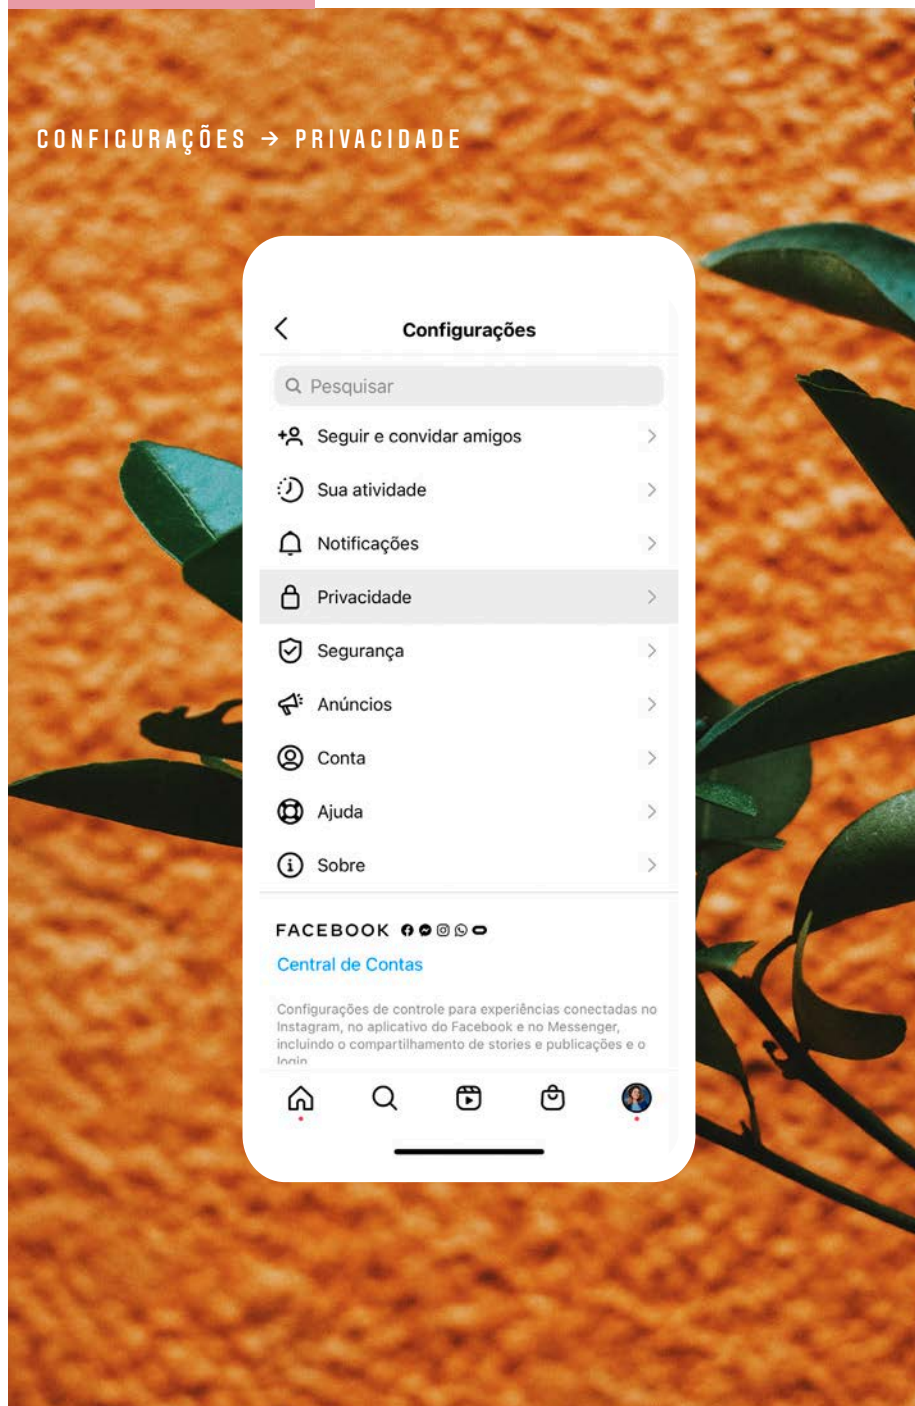 CONFIGURAÇÕES → PRIVACIDADE
Configurações
Pesquisar
Seguir e convidar amigos
Sua atividade
Notificações
Privacidade
Segurança
Anúncios
Conta
Ajuda
Sobre
FACEBOOK
Central de Contas
Configurações de controle para experiências conectadas no
Instagram, no aplicativo do Facebook e no Messenger,
incluindo o compartilhamento de stories e publicações e o
login